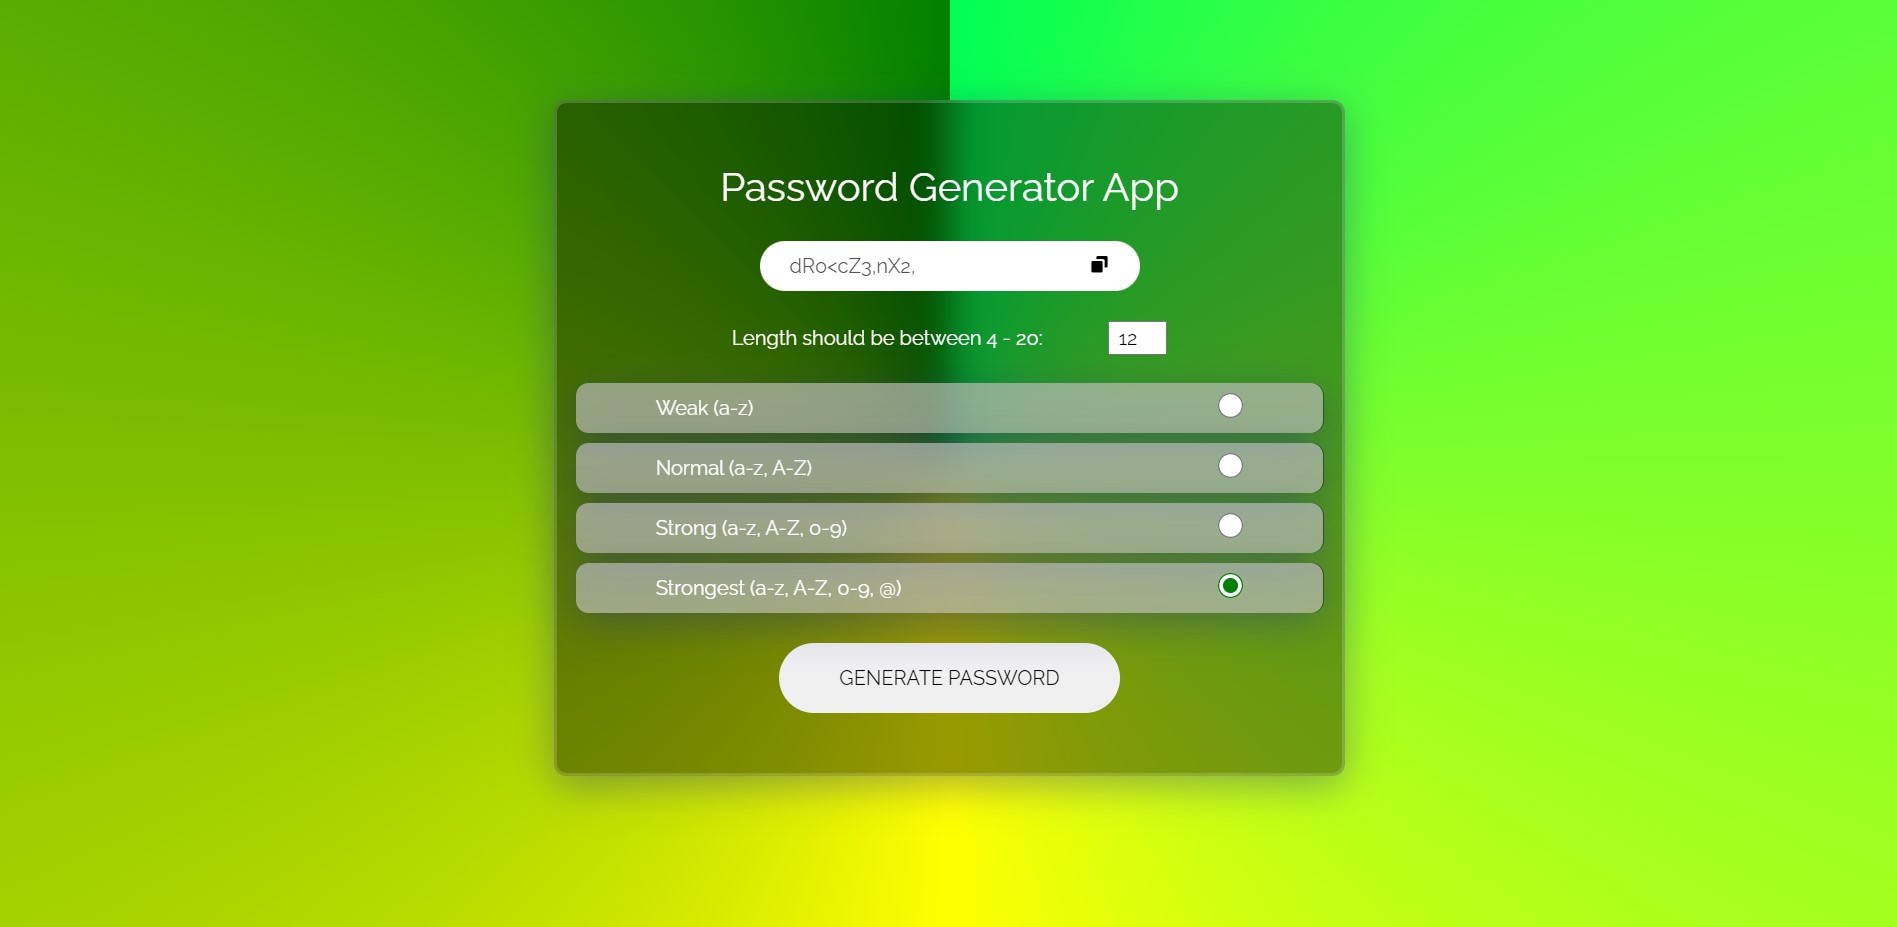 Password Generator App
dR0<cZ3,nX2,
Length should be between 4 - 20:
12
Weak (a-z)
Normal (a-z, A-Z)
Strong (a-z, A-Z, 0-9)
Strongest (a-z, A-Z, 0-9, @)
GENERATE PASSWORD